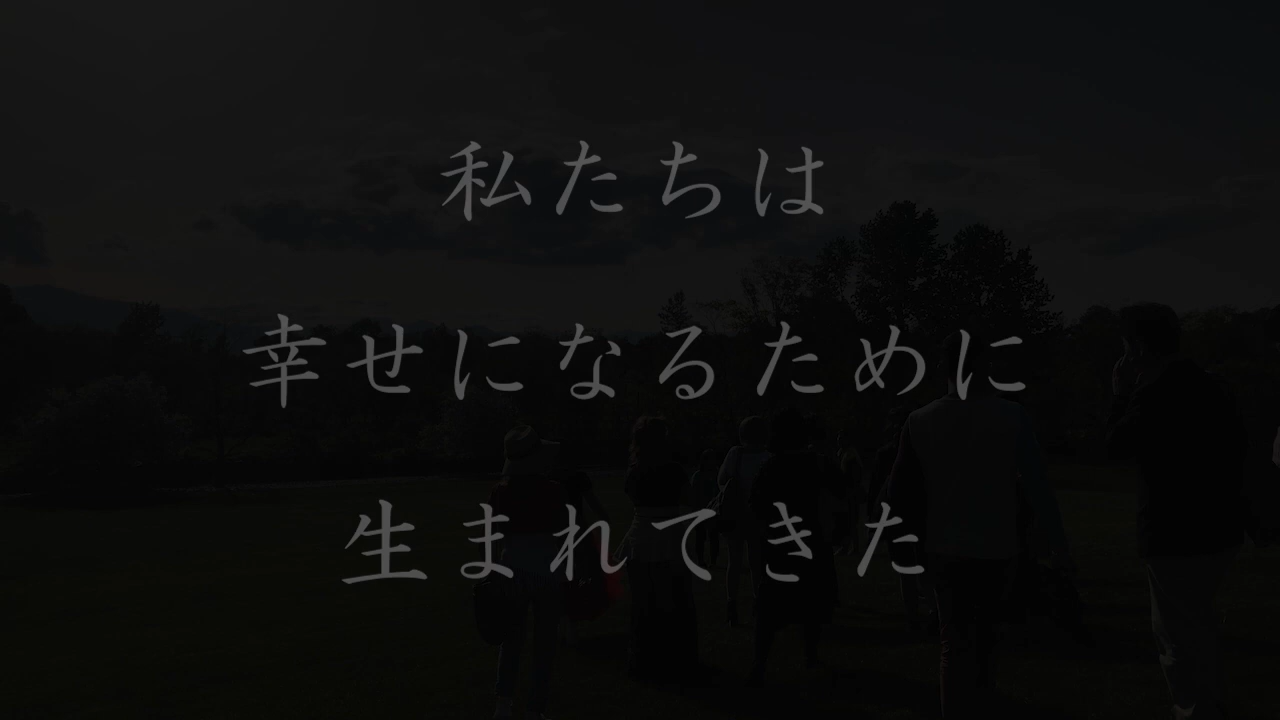 私たちは
幸せになるために
生まれてきた